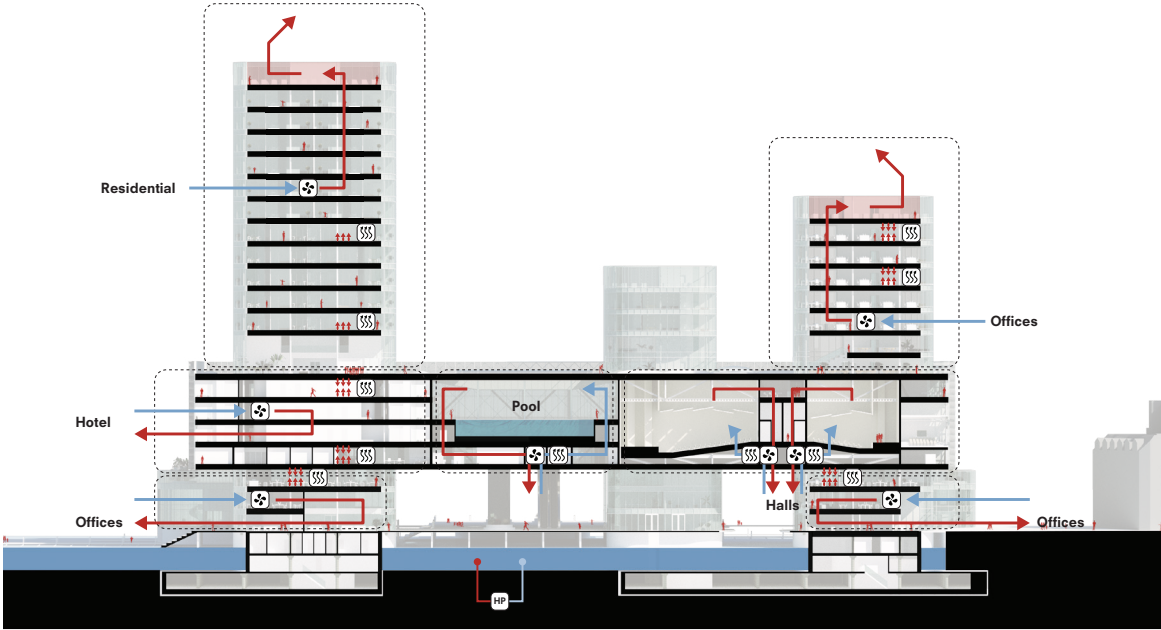 Residential
Offices
Pool
Hotel
Halls
Offices
Offices
HP